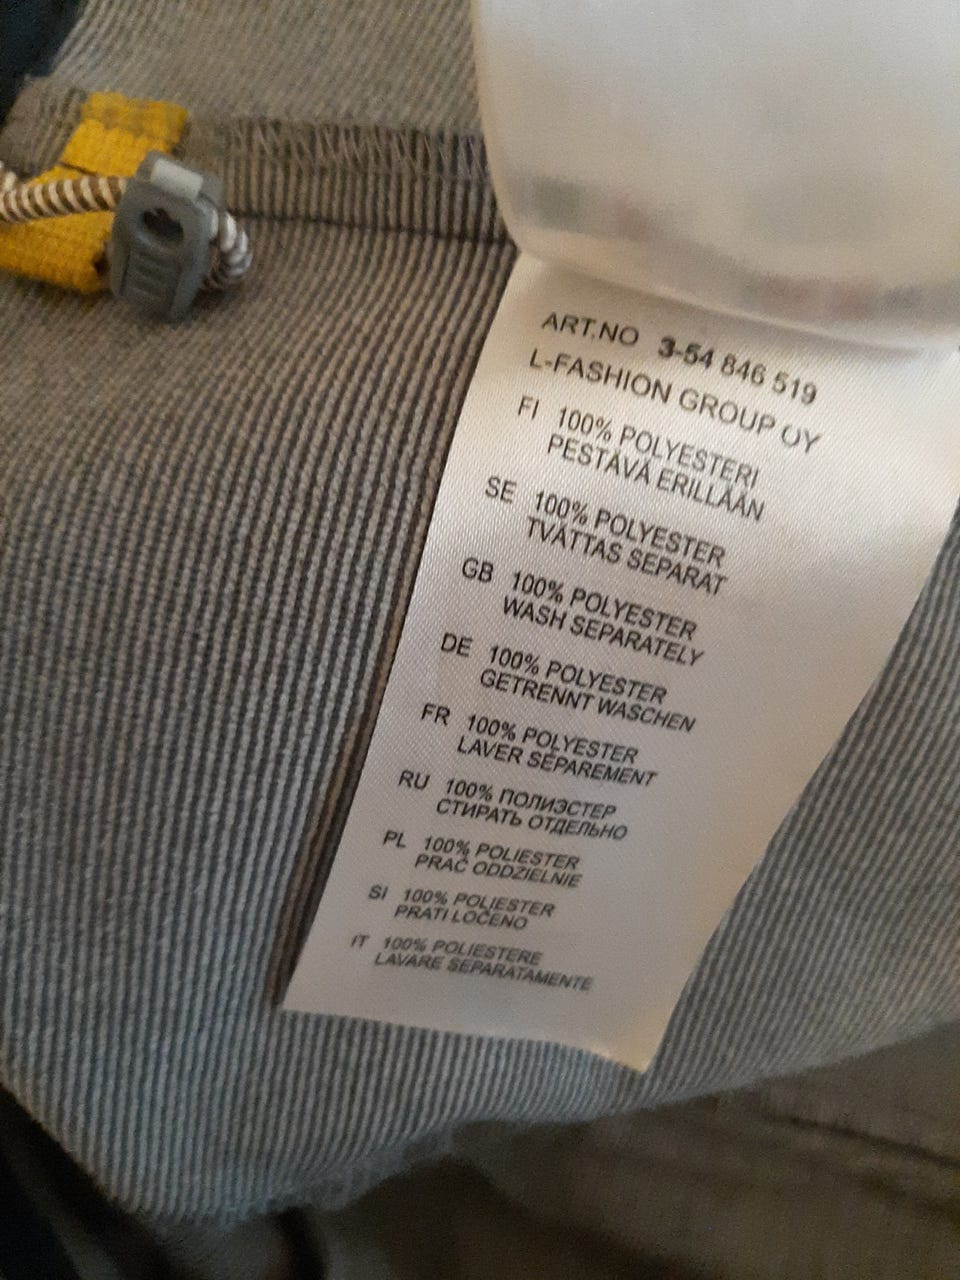 ART.NO 3-54 846 519
L-FASHION GROUP OY
FI 100% POLYESTERI
PESTÄVÄ ERILLÄÄN
SE 100% POLYESTER
TVÄTTAS SEPARAT
GB 100% POLYESTER
WASH SEPARATELY
DE 100% POLYESTER
GETRENNT WASCHEN
FR 100% POLYESTER
LAVER SÉPAREMENT
RU 100% ПОЛИЭСТЕР
СТИРАТЬ ОТДЕЛЬНО
PL 100% POLIESTER
PRAĆ ODDZIELNIE
SI 100% POLIESTER
PRATI LOČENO
IT 100% POLIESTERE
LAVARE SEPARATAMENTE